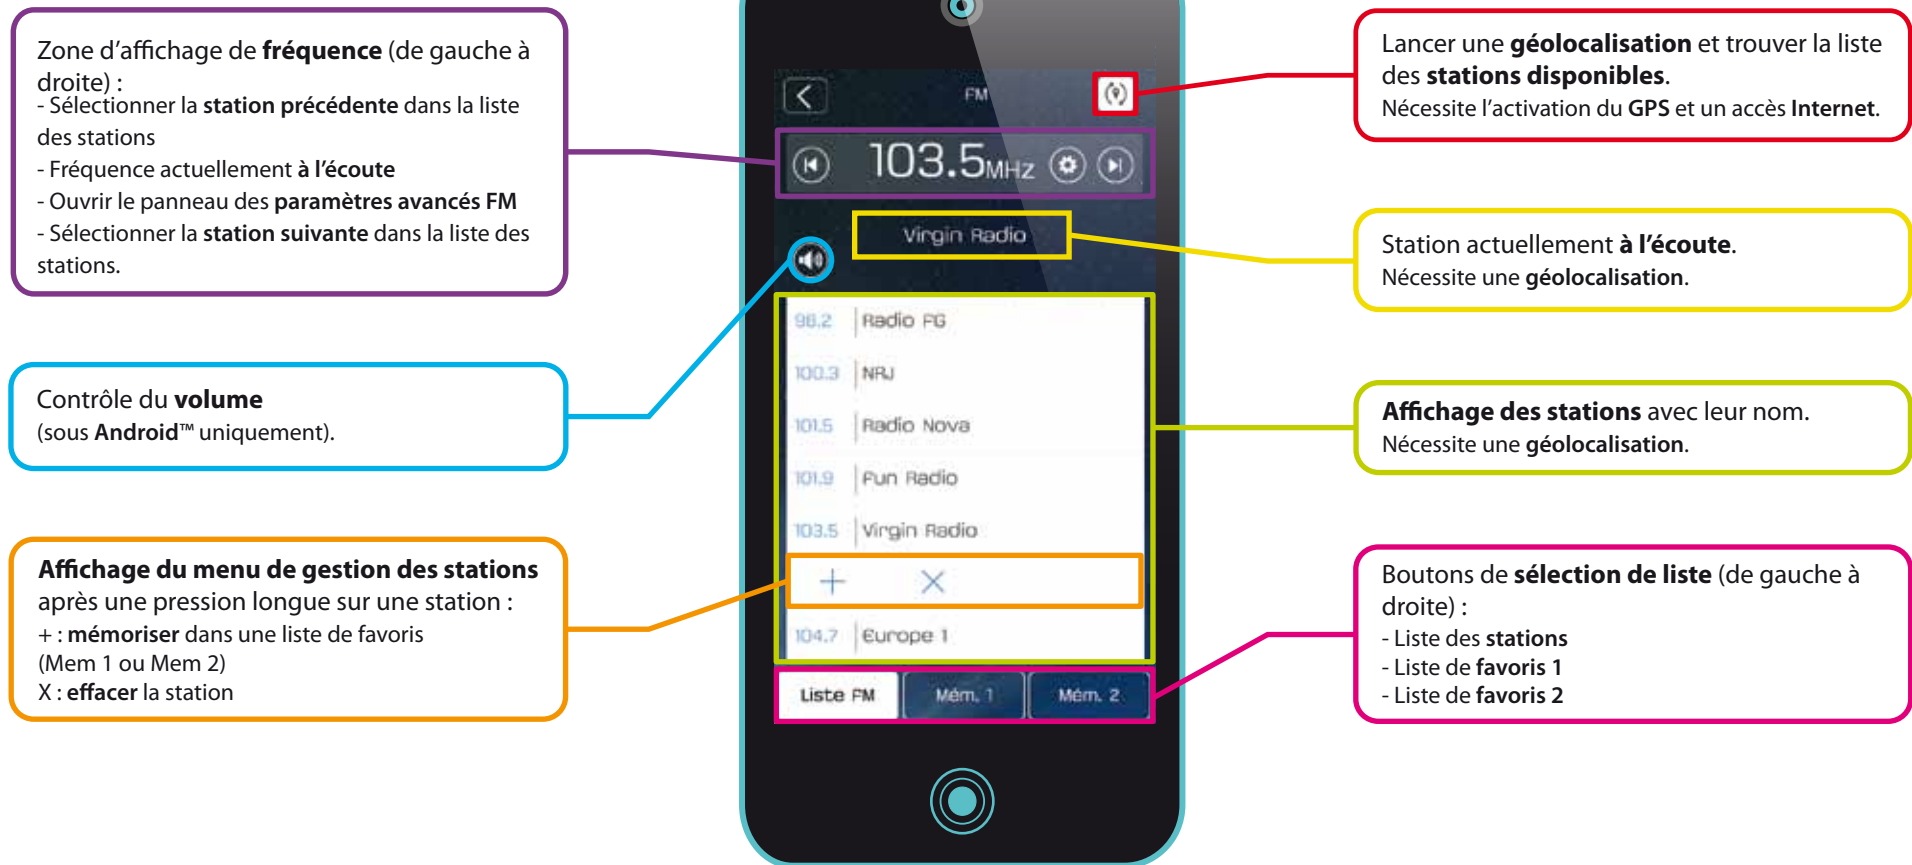 Zone d’affichage de fréquence (de gauche à
droite) :
- Sélectionner la station précédente dans la liste
des stations
- Fréquence actuellement à l’écoute
- Ouvrir le panneau des paramètres avancés FM
- Sélectionner la station suivante dans la liste des
stations.
Contrôle du volume
(sous Android™ uniquement).
Affichage du menu de gestion des stations
après une pression longue sur une station :
+ : mémoriser dans une liste de favoris
(Mem 1 ou Mem 2)
X : effacer la station
FM
103.5MHz
Virgin Radio
98.2 Radio FG
100.3 NRJ
101.5 Radio Nova
101.9 Fun Radio
103.5 Virgin Radio
104.7 Europe 1
Liste FM Mém. 1 Mém. 2
Lancer une géolocalisation et trouver la liste
des stations disponibles.
Nécessite l’activation du GPS et un accès Internet.
Station actuellement à l’écoute.
Nécessite une géolocalisation.
Affichage des stations avec leur nom.
Nécessite une géolocalisation.
Boutons de sélection de liste (de gauche à
droite) :
- Liste des stations
- Liste de favoris 1
- Liste de favoris 2